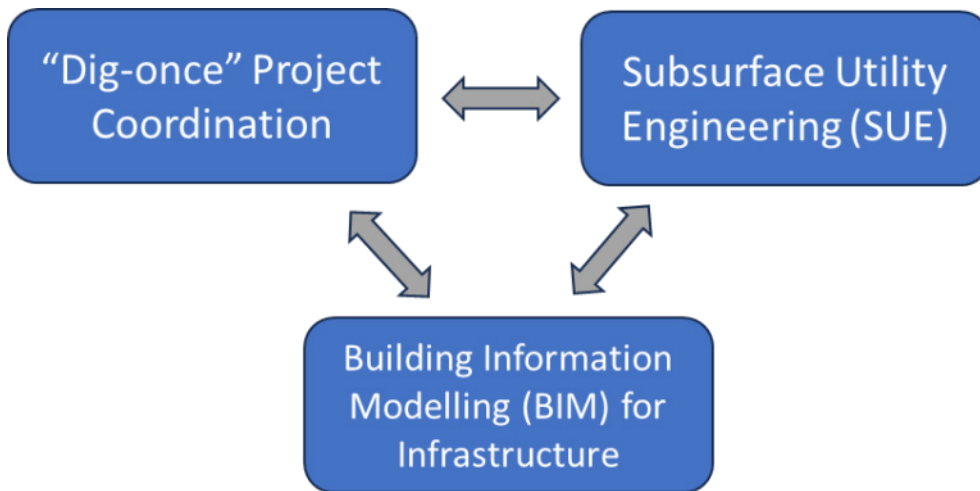 “Dig-once” Project
Coordination
Subsurface Utility
Engineering (SUE)
Building Information
Modelling (BIM) for
Infrastructure